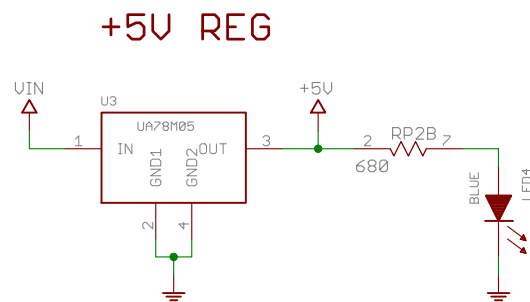 +5V REG
VIN
U3
+5V
UA78M05
1 IN OUT 3
GND1
GND2
2
4
2 RP2B 7
680
BLUE
LED4